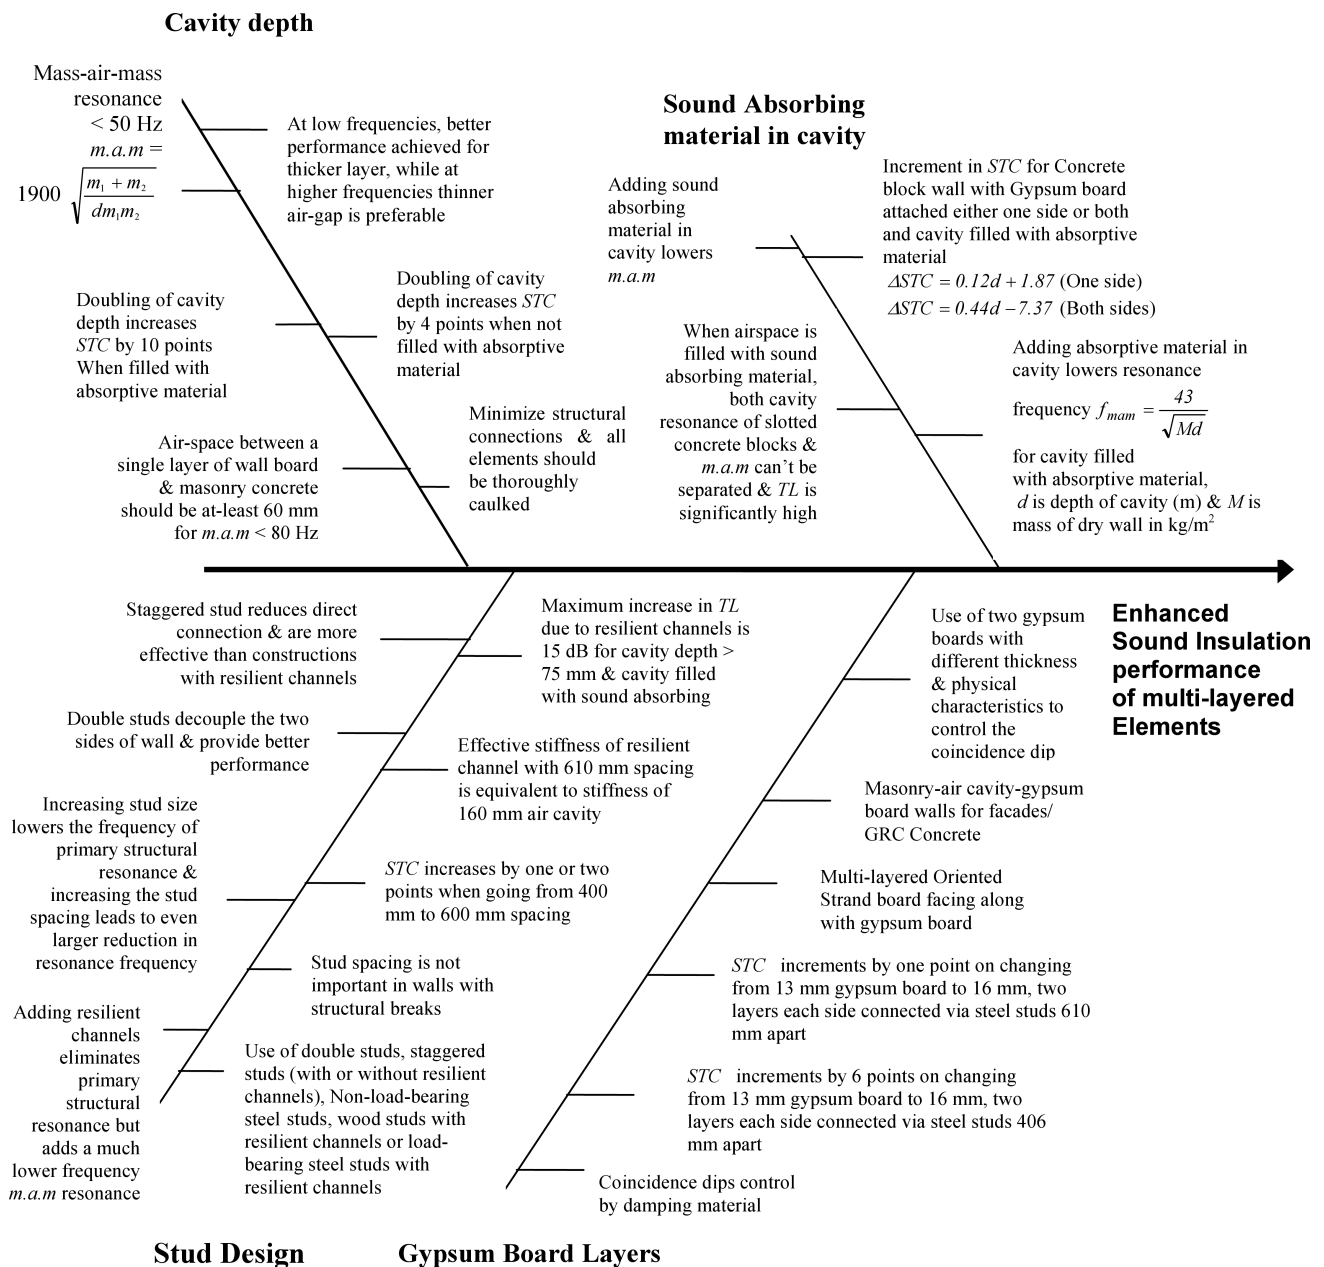 Cavity depth
Mass-air-mass
resonance
< 50 Hz
m.a.m =
1900 √((m₁ + m₂)/(dm₁m₂))
At low frequencies, better
performance achieved for
thicker layer, while at
higher frequencies thinner
air-gap is preferable
Doubling of cavity
depth increases
STC by 10 points
When filled with
absorptive material
Doubling of cavity
depth increases STC
by 4 points when not
filled with absorptive
material
Air-space between a
single layer of wall board
& masonry concrete
should be at-least 60 mm
for m.a.m < 80 Hz
Minimize structural
connections & all
elements should
be thoroughly
caulked
Sound Absorbing
material in cavity
Adding sound
absorbing
material in
cavity lowers
m.a.m
Increment in STC for Concrete
block wall with Gypsum board
attached either one side or both
and cavity filled with absorptive
material
ΔSTC = 0.12d + 1.87 (One side)
ΔSTC = 0.44d − 7.37 (Both sides)
When airspace is
filled with sound
absorbing material,
both cavity
resonance of slotted
concrete blocks &
m.a.m can't be
separated & TL is
significantly high
Adding absorptive material in
cavity lowers resonance
frequency f_mam = 43/√(Md)
for cavity filled
with absorptive material,
d is depth of cavity (m) & M is
mass of dry wall in kg/m²
Enhanced
Sound Insulation
performance
of multi-layered
Elements
Staggered stud reduces direct
connection & are more
effective than constructions
with resilient channels
Maximum increase in TL
due to resilient channels is
15 dB for cavity depth >
75 mm & cavity filled
with sound absorbing
Double studs decouple the two
sides of wall & provide better
performance
Effective stiffness of resilient
channel with 610 mm spacing
is equivalent to stiffness of
160 mm air cavity
Increasing stud size
lowers the frequency of
primary structural
resonance &
increasing the stud
spacing leads to even
larger reduction in
resonance frequency
STC increases by one or two
points when going from 400
mm to 600 mm spacing
Stud spacing is not
important in walls with
structural breaks
Adding resilient
channels
eliminates
primary
structural
resonance but
adds a much
lower frequency
m.a.m resonance
Use of double studs, staggered
studs (with or without resilient
channels), Non-load-bearing
steel studs, wood studs with
resilient channels or load-
bearing steel studs with
resilient channels
Stud Design
Use of two gypsum
boards with
different thickness
& physical
characteristics to
control the
coincidence dip
Masonry-air cavity-gypsum
board walls for facades/
GRC Concrete
Multi-layered Oriented
Strand board facing along
with gypsum board
STC increments by one point on changing
from 13 mm gypsum board to 16 mm, two
layers each side connected via steel studs 610
mm apart
STC increments by 6 points on changing
from 13 mm gypsum board to 16 mm, two
layers each side connected via steel studs 406
mm apart
Coincidence dips control
by damping material
Gypsum Board Layers